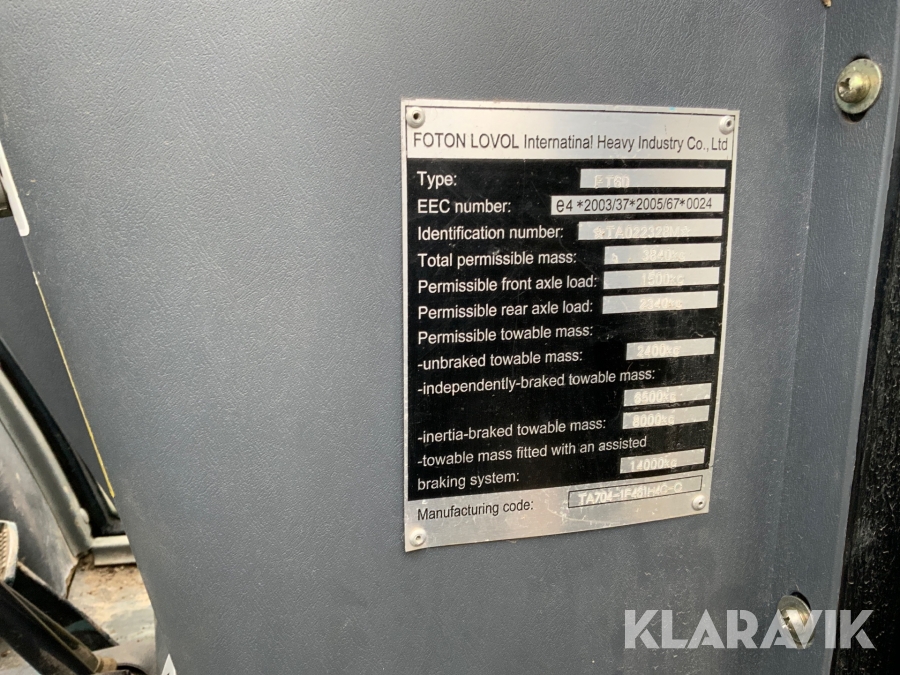 FOTON LOVOL Internatinal Heavy Industry Co., Ltd
Type:
EEC number: e4*2003/37*2005/67*0024
Identification number:
Total permissible mass:
Permissible front axle load: 1500kg
Permissible rear axle load: 2340kg
Permissible towable mass:
-unbraked towable mass: 2400kg
-independently-braked towable mass:
6500kg
-inertia-braked towable mass: 8000kg
-towable mass fitted with an assisted
braking system: 14000kg
Manufacturing code:
KLARAVIK